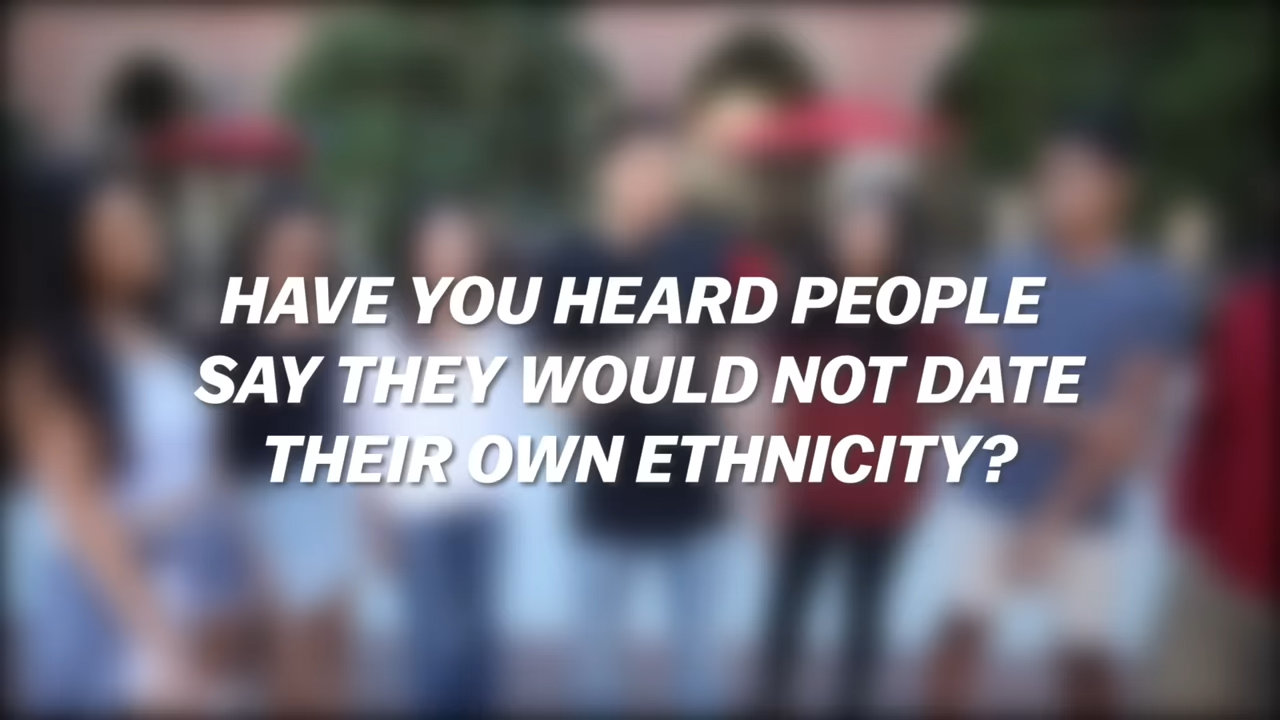 HAVE YOU HEARD PEOPLE
SAY THEY WOULD NOT DATE
THEIR OWN ETHNICITY?